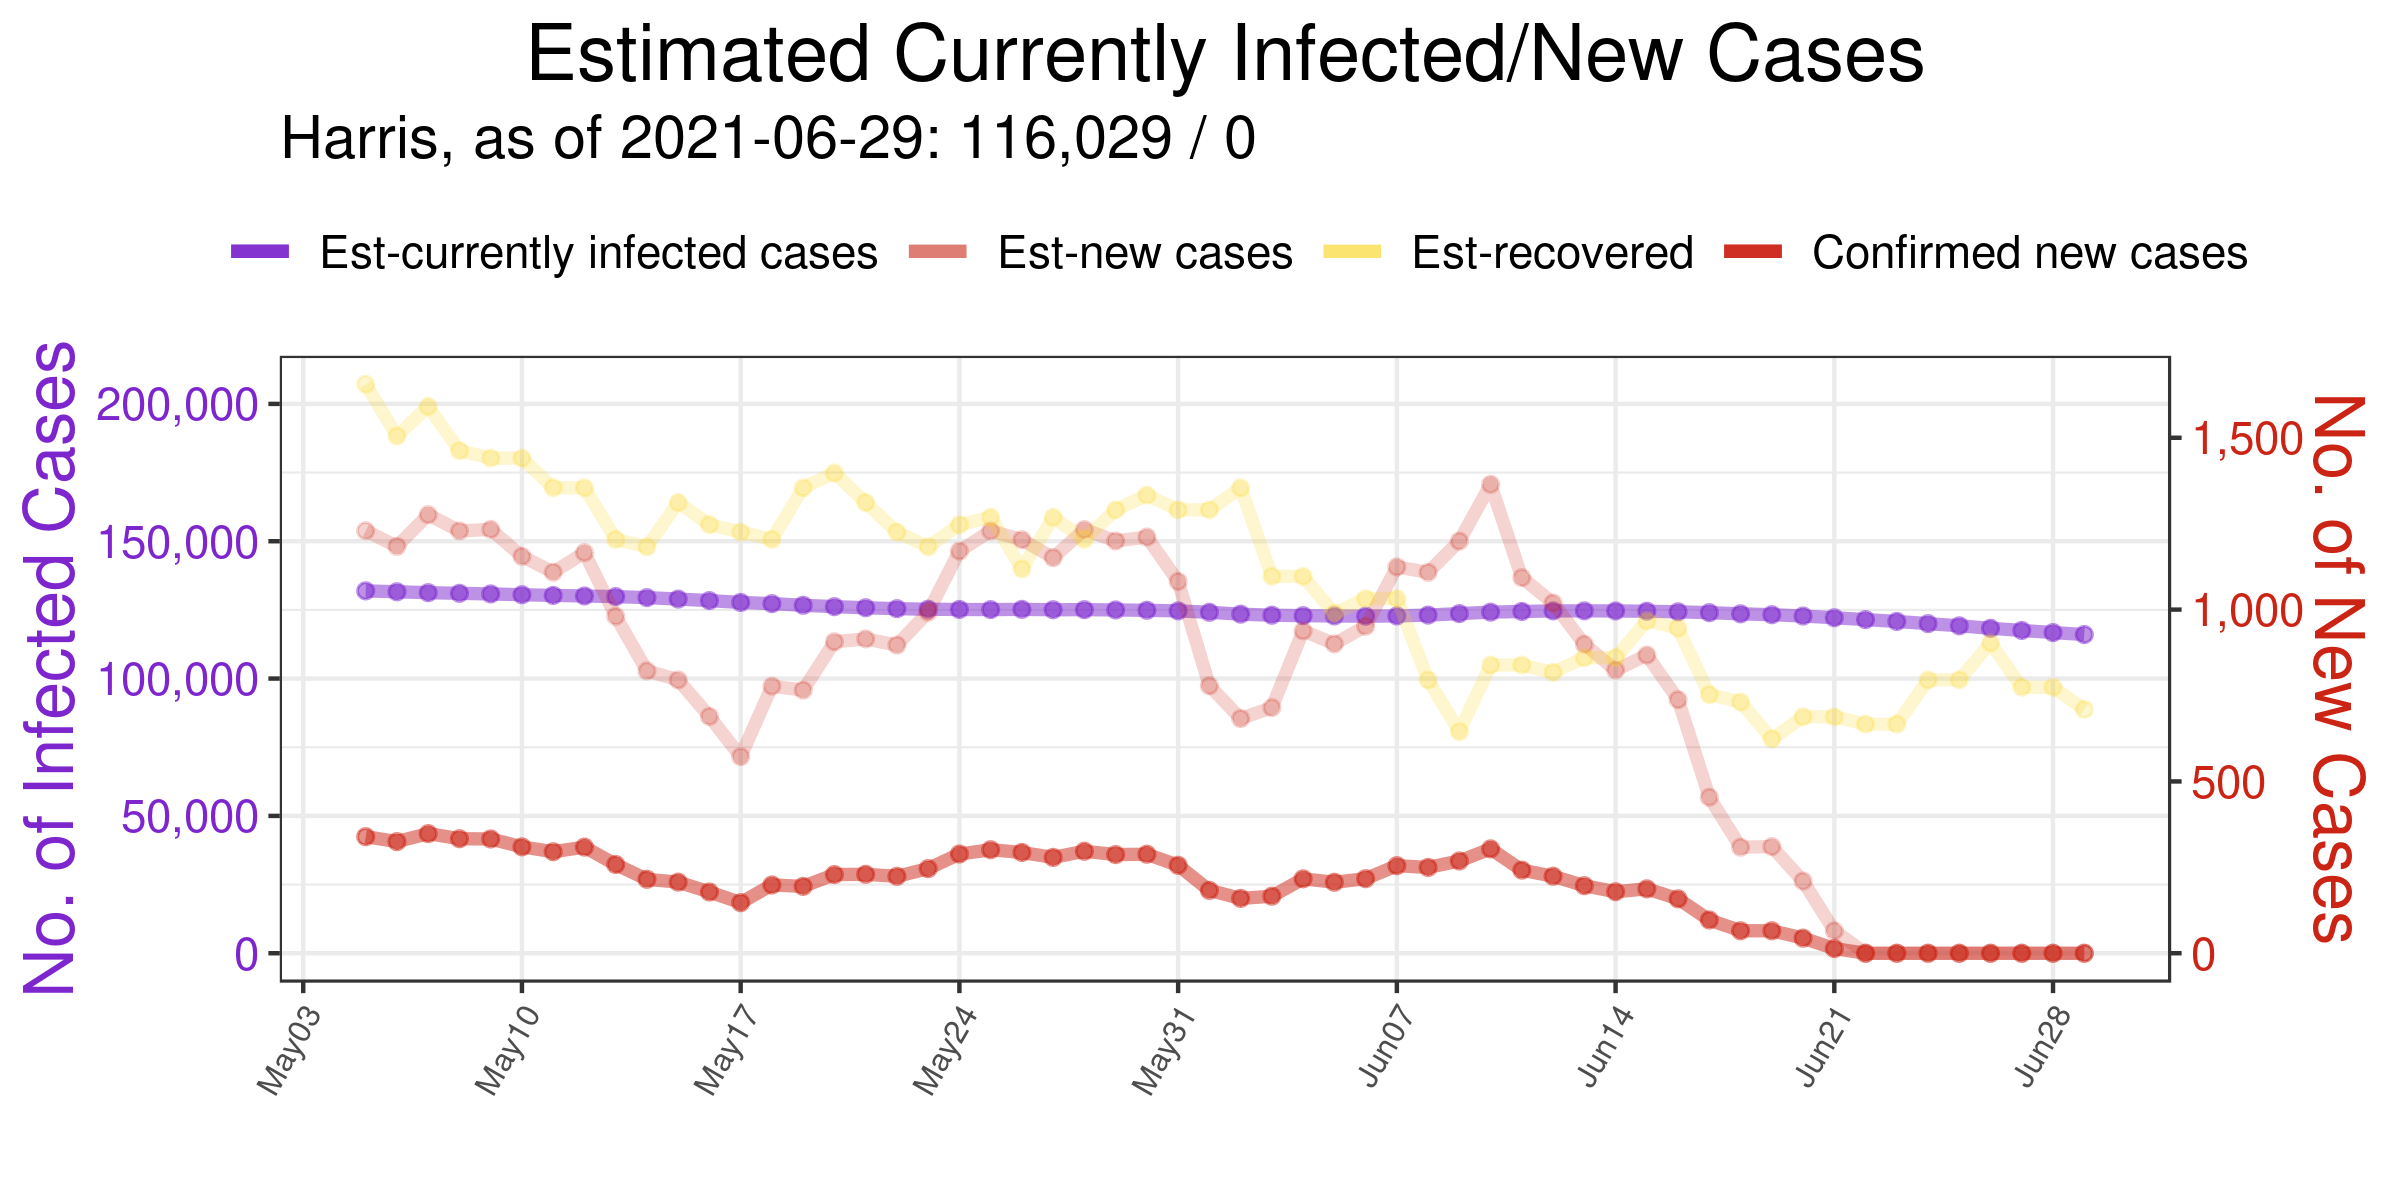 Estimated Currently Infected/New Cases
Harris, as of 2021-06-29: 116,029 / 0
Est-currently infected cases Est-new cases Est-recovered Confirmed new cases
No. of Infected Cases
200,000
150,000
100,000
50,000
0
1,500
1,000
500
0
No. of New Cases
May03 May10 May17 May24 May31 Jun07 Jun14 Jun21 Jun28